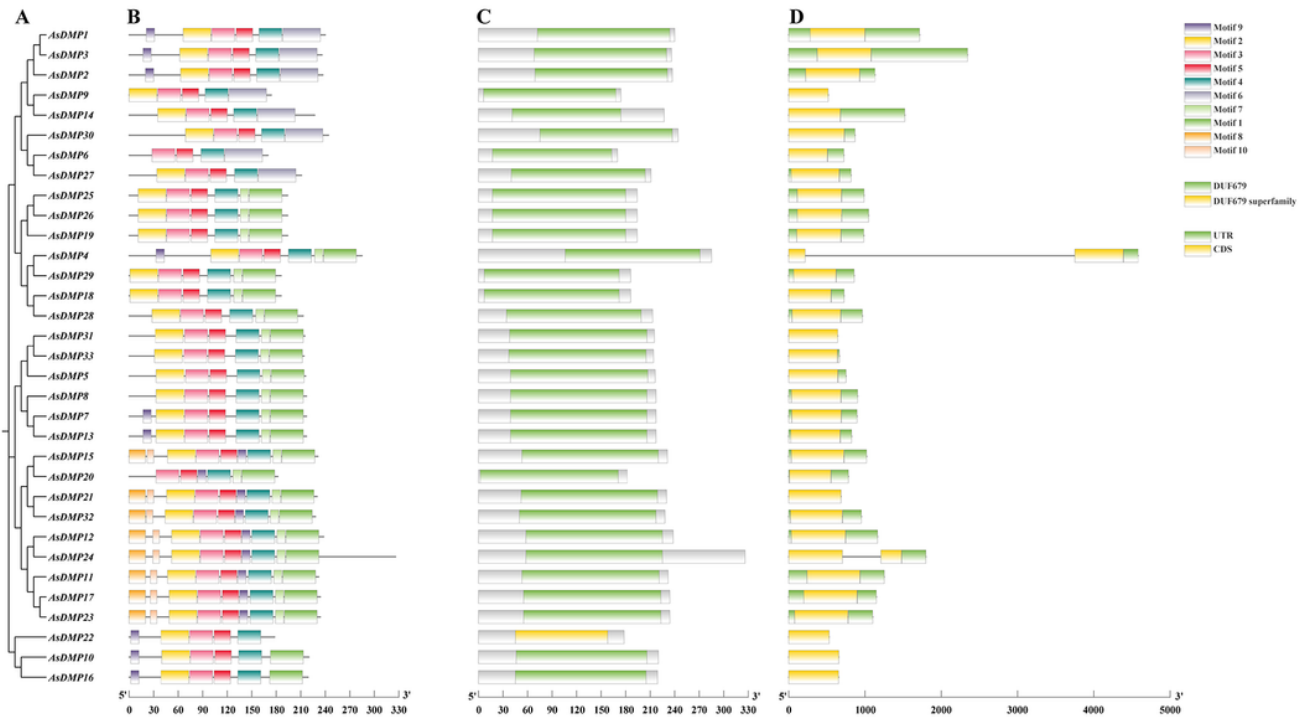 A B C D
AsDMP1
AsDMP3
AsDMP2
AsDMP9
AsDMP14
AsDMP30
AsDMP6
AsDMP27
AsDMP25
AsDMP26
AsDMP19
AsDMP4
AsDMP29
AsDMP18
AsDMP28
AsDMP31
AsDMP33
AsDMP5
AsDMP8
AsDMP7
AsDMP13
AsDMP15
AsDMP20
AsDMP21
AsDMP32
AsDMP12
AsDMP24
AsDMP11
AsDMP17
AsDMP23
AsDMP22
AsDMP10
AsDMP16
5' 3'
0 30 60 90 120 150 180 210 240 270 300 330
5' 3'
0 30 60 90 120 150 180 210 240 270 300 330
5' 3'
0 1000 2000 3000 4000 5000
Motif 9
Motif 2
Motif 3
Motif 5
Motif 4
Motif 6
Motif 7
Motif 1
Motif 8
Motif 10
DUF679
DUF679 superfamily
UTR
CDS